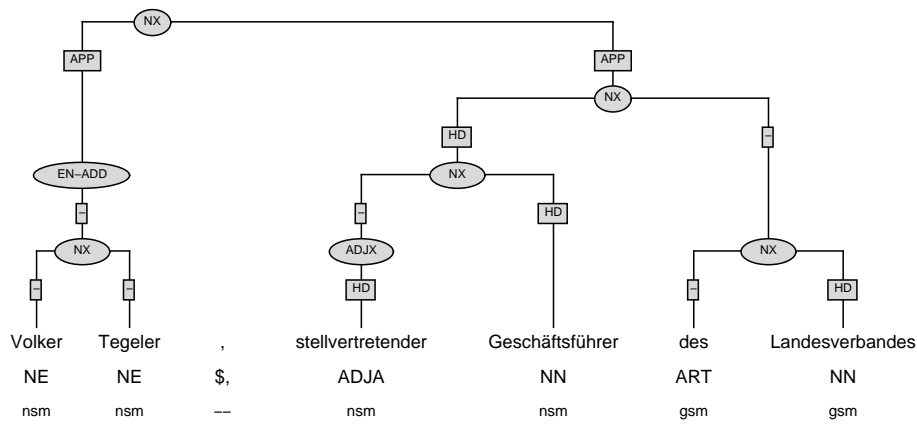 NX
APP APP
NX
HD –
EN–ADD NX
– – HD
NX ADJX NX
– – HD – HD
Volker Tegeler , stellvertretender Geschäftsführer des Landesverbandes
NE NE $, ADJA NN ART NN
nsm nsm –– nsm nsm gsm gsm